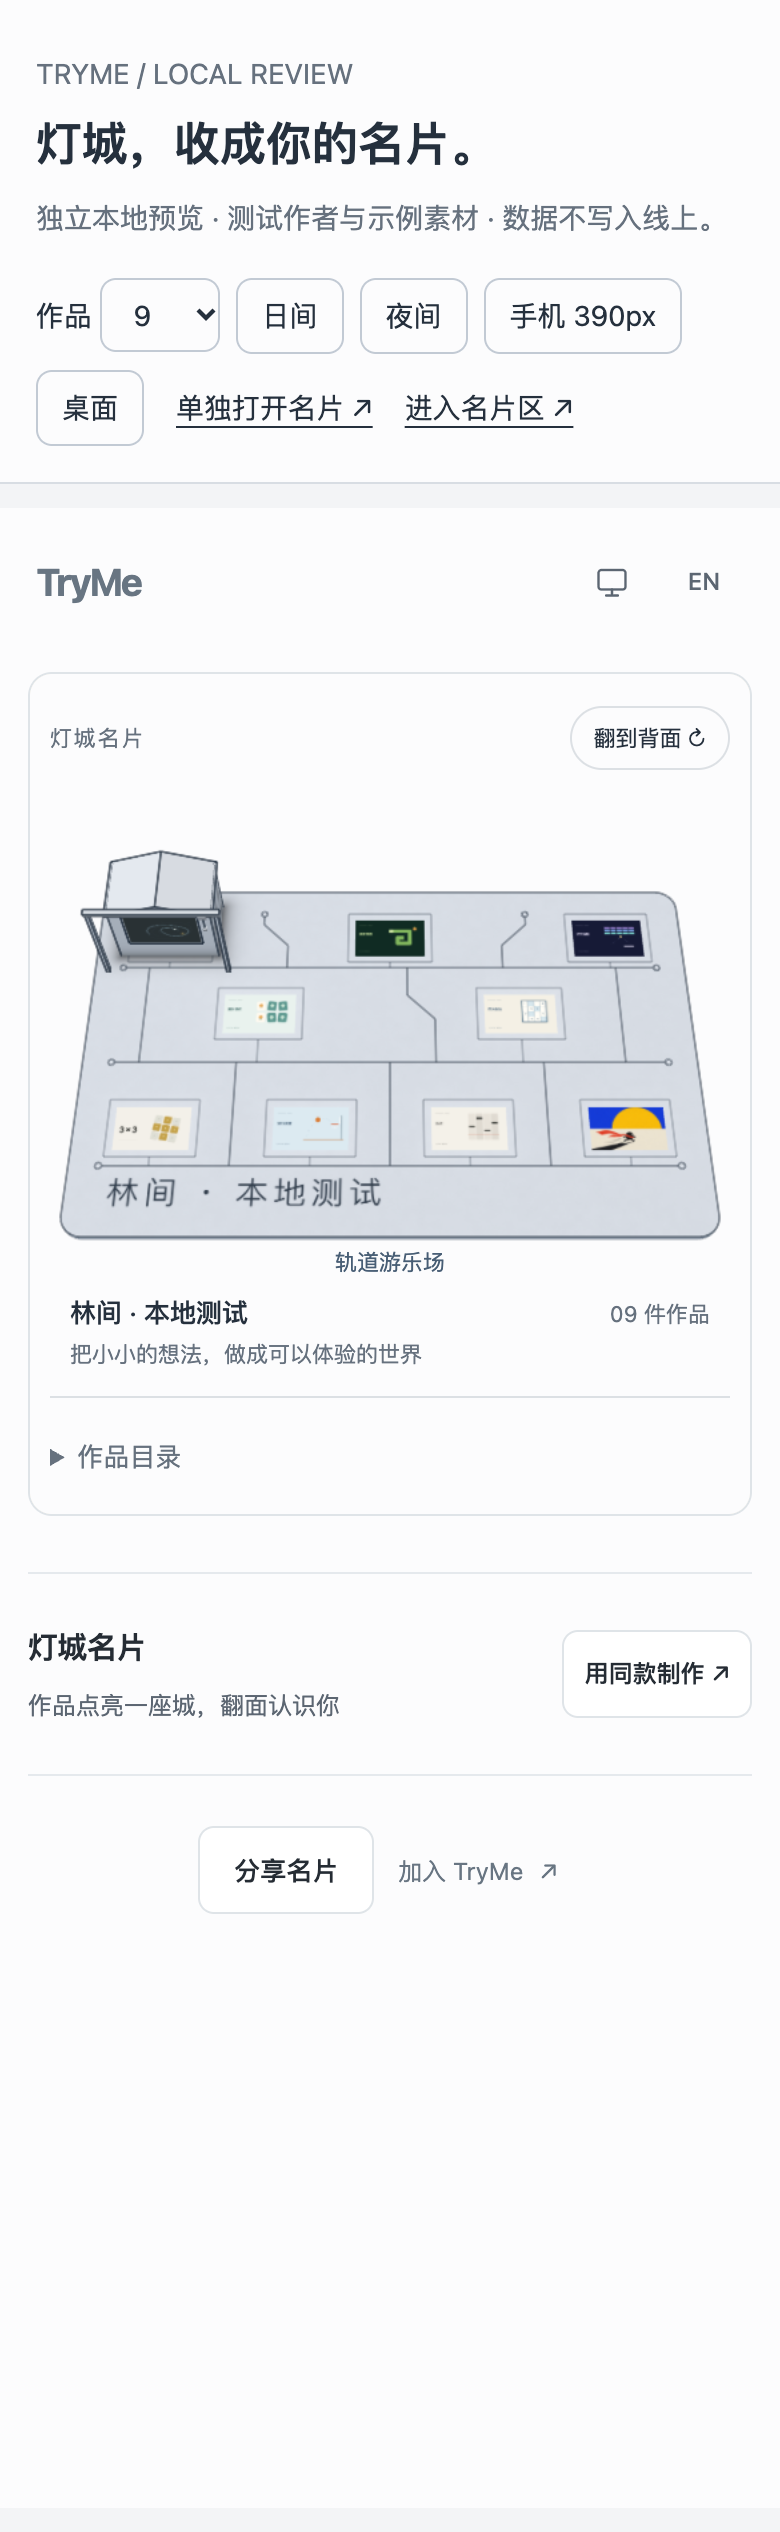 TRYME / LOCAL REVIEW
灯城，收成你的名片。
独立本地预览 · 测试作者与示例素材 · 数据不写入线上。
作品 9 日间 夜间 手机 390px
桌面 单独打开名片 ↗ 进入名片区 ↗
TryMe EN
灯城名片 翻到背面 ↻
3×3
林间 · 本地测试
轨道游乐场
林间 · 本地测试 09 件作品
把小小的想法，做成可以体验的世界
▶ 作品目录
灯城名片
用同款制作 ↗
作品点亮一座城，翻面认识你
分享名片 加入 TryMe ↗